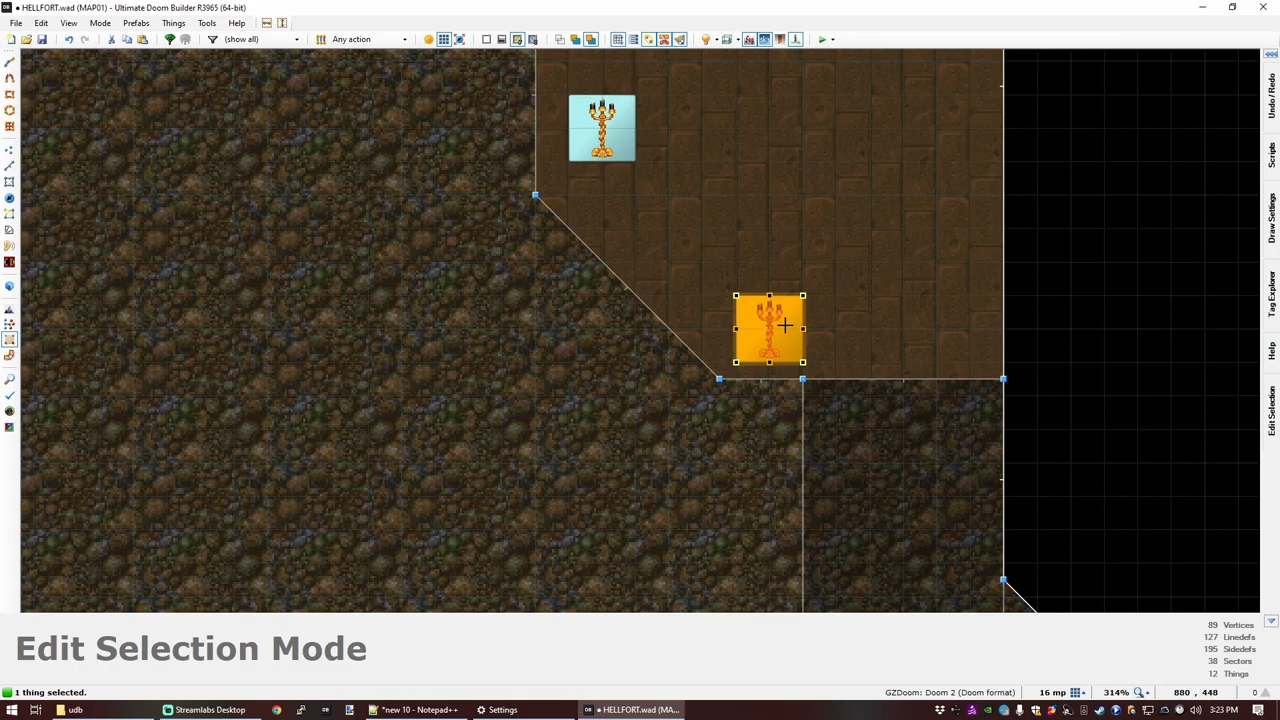 ● HELLFORT.wad (MAP01) - Ultimate Doom Builder R3965 (64-bit)
File Edit View Mode Prefabs Things Tools Help
(show all) Any action
Undo / Redo
Scripts
Draw Settings
Tag Explorer
Help
Edit Selection
Edit Selection Mode
89 Vertices
127 Linedefs
195 Sidedefs
38 Sectors
12 Things
1 thing selected.
GZDoom: Doom 2 (Doom format) 16 mp 314% 880 , 448 0
udb Streamlabs Desktop *new 10 - Notepad++ Settings ● HELLFORT.wad (MA... 3:23 PM